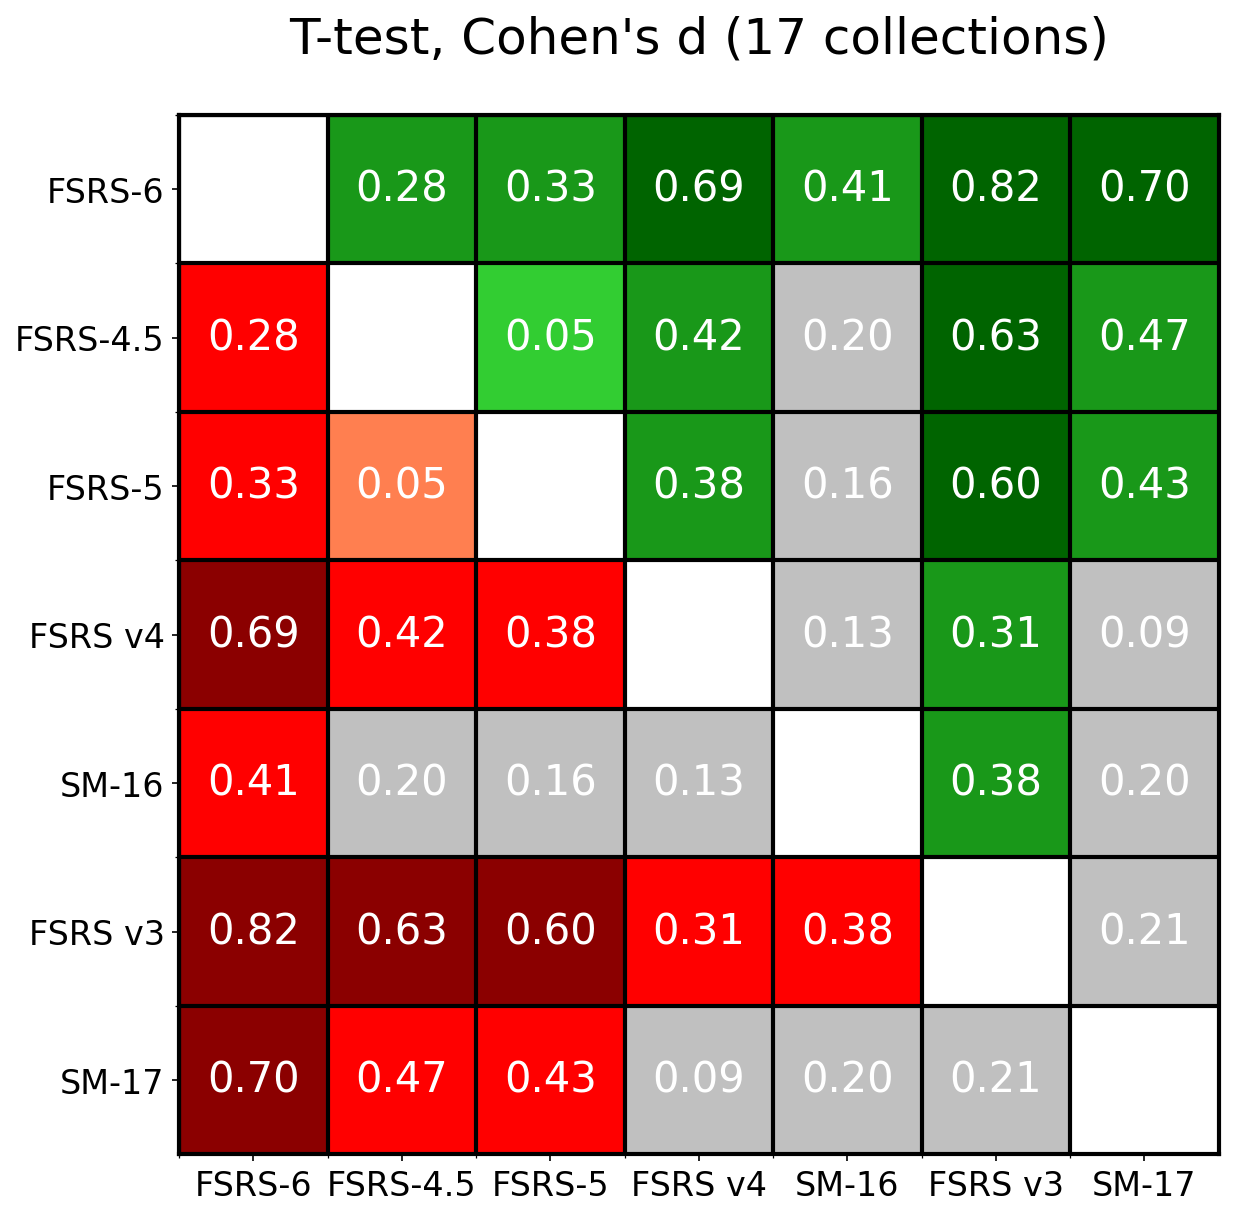 T-test, Cohen's d (17 collections)
FSRS-6 0.28 0.33 0.69 0.41 0.82 0.70
FSRS-4.5 0.28 0.05 0.42 0.20 0.63 0.47
FSRS-5 0.33 0.05 0.38 0.16 0.60 0.43
FSRS v4 0.69 0.42 0.38 0.13 0.31 0.09
SM-16 0.41 0.20 0.16 0.13 0.38 0.20
FSRS v3 0.82 0.63 0.60 0.31 0.38 0.21
SM-17 0.70 0.47 0.43 0.09 0.20 0.21
FSRS-6 FSRS-4.5 FSRS-5 FSRS v4 SM-16 FSRS v3 SM-17